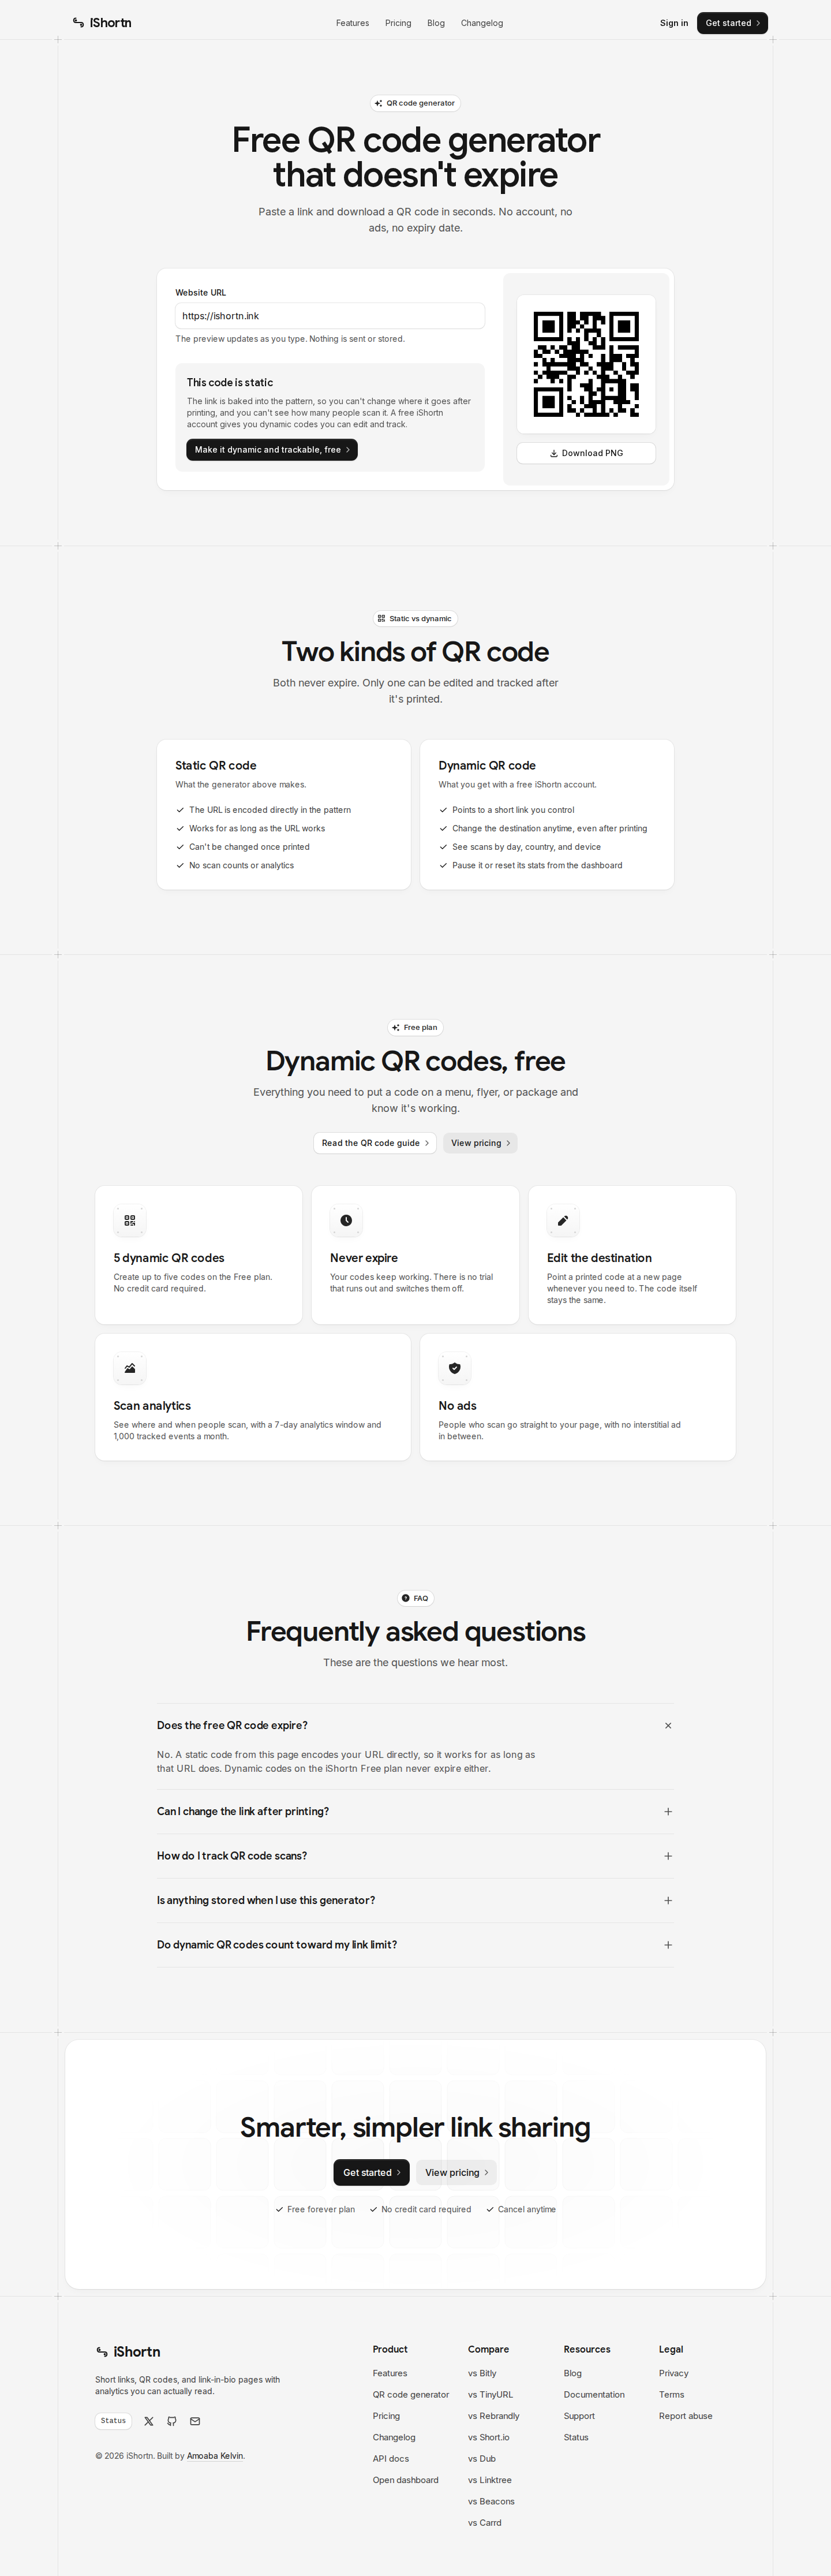 iShortn
Features
Pricing
Blog
Changelog
Sign in
Get started
QR code generator
Free QR code generator
that doesn't expire
Paste a link and download a QR code in seconds. No account, no
ads, no expiry date.
Website URL
https://ishortn.ink
The preview updates as you type. Nothing is sent or stored.
This code is static
The link is baked into the pattern, so you can't change where it goes after
printing, and you can't see how many people scan it. A free iShortn
account gives you dynamic codes you can edit and track.
Make it dynamic and trackable, free
Download PNG
Static vs dynamic
Two kinds of QR code
Both never expire. Only one can be edited and tracked after
it's printed.
Static QR code
What the generator above makes.
The URL is encoded directly in the pattern
Works for as long as the URL works
Can't be changed once printed
No scan counts or analytics
Dynamic QR code
What you get with a free iShortn account.
Points to a short link you control
Change the destination anytime, even after printing
See scans by day, country, and device
Pause it or reset its stats from the dashboard
Free plan
Dynamic QR codes, free
Everything you need to put a code on a menu, flyer, or package and
know it's working.
Read the QR code guide
View pricing
5 dynamic QR codes
Create up to five codes on the Free plan.
No credit card required.
Never expire
Your codes keep working. There is no trial
that runs out and switches them off.
Edit the destination
Point a printed code at a new page
whenever you need to. The code itself
stays the same.
Scan analytics
See where and when people scan, with a 7-day analytics window and
1,000 tracked events a month.
No ads
People who scan go straight to your page, with no interstitial ad
in between.
FAQ
Frequently asked questions
These are the questions we hear most.
Does the free QR code expire?
No. A static code from this page encodes your URL directly, so it works for as long as
that URL does. Dynamic codes on the iShortn Free plan never expire either.
Can I change the link after printing?
How do I track QR code scans?
Is anything stored when I use this generator?
Do dynamic QR codes count toward my link limit?
Smarter, simpler link sharing
Get started
View pricing
Free forever plan
No credit card required
Cancel anytime
iShortn
Short links, QR codes, and link-in-bio pages with
analytics you can actually read.
Status
© 2026 iShortn. Built by Amoaba Kelvin.
Product
Features
QR code generator
Pricing
Changelog
API docs
Open dashboard
Compare
vs Bitly
vs TinyURL
vs Rebrandly
vs Short.io
vs Dub
vs Linktree
vs Beacons
vs Carrd
Resources
Blog
Documentation
Support
Status
Legal
Privacy
Terms
Report abuse